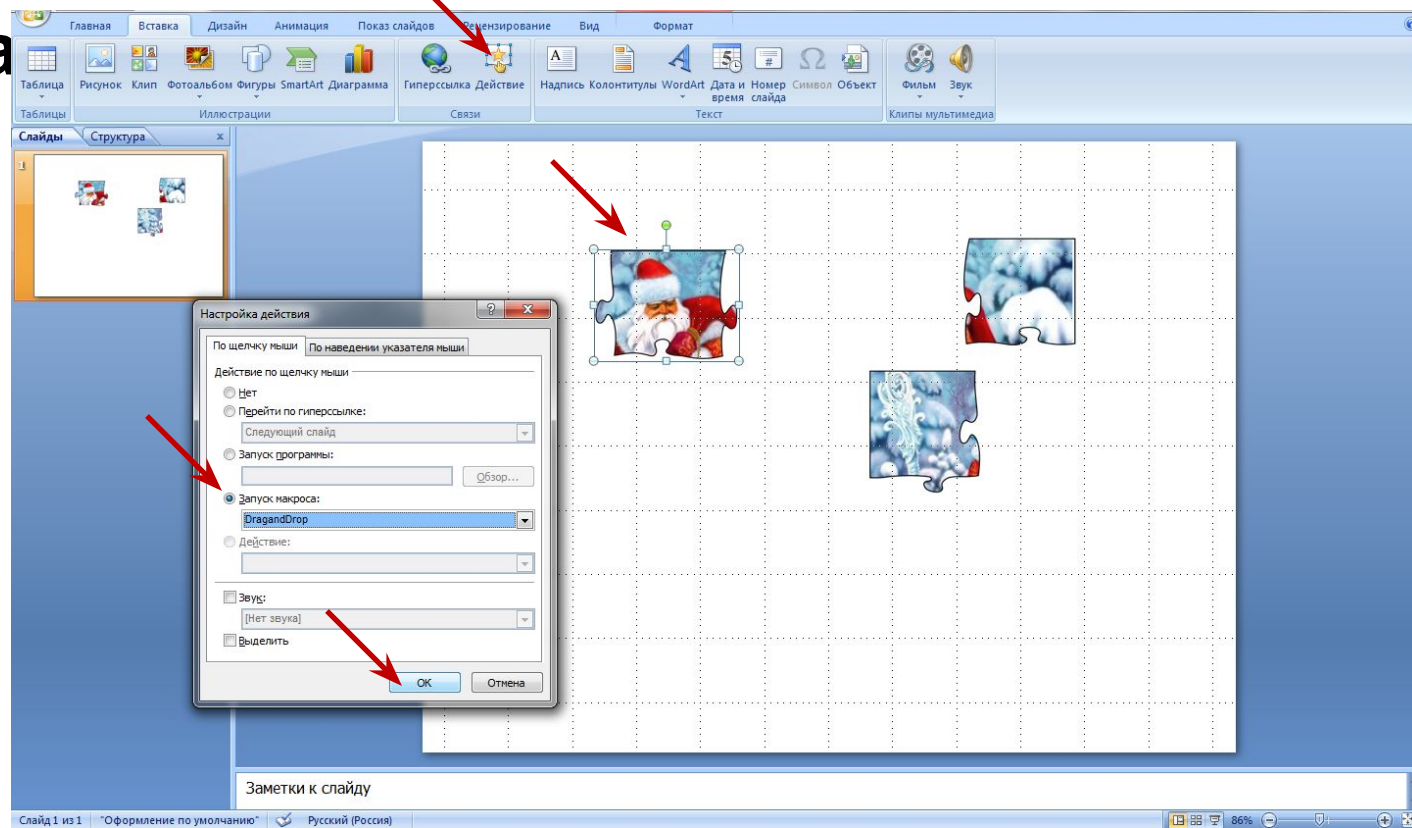 а
Главная Вставка Дизайн Анимация Показ слайдов Рецензирование Вид Формат
Таблица Рисунок Клип Фотоальбом Фигуры SmartArt Диаграмма Гиперссылка Действие Надпись Колонтитулы WordArt Дата и время Номер слайда Символ Объект Фильм Звук
Таблицы Иллюстрации Связи Текст Клипы мультимедиа
Слайды Структура x
1
Настройка действия
По щелчку мыши По наведении указателя мыши
Действие по щелчку мыши
Нет
Перейти по гиперссылке:
Следующий слайд
Запуск программы:
Обзор...
Запуск макроса:
DragandDrop
Действие:
Звук:
[Нет звука]
Выделить
ОК Отмена
Заметки к слайду
Слайд 1 из 1 "Оформление по умолчанию" Русский (Россия) 86%